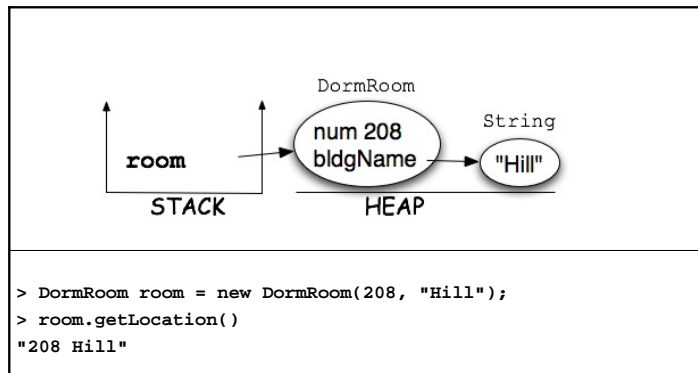 DormRoom
String
num 208
bldgName
"Hill"
room
STACK
HEAP
> DormRoom room = new DormRoom(208, "Hill");
> room.getLocation()
"208 Hill"